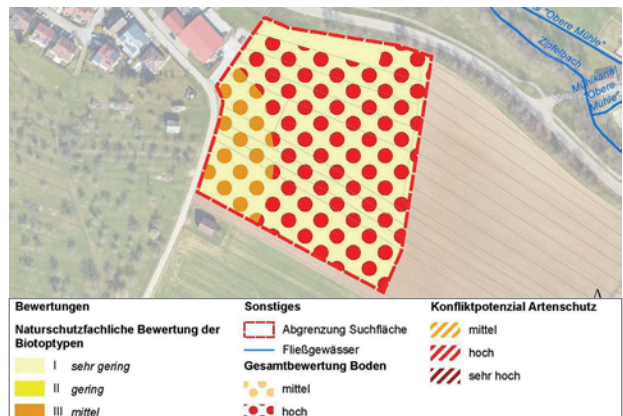 "Obere Mühle"
Zipfelbach
Mühlkanal
"Obere
Mühle"
Bewertungen
Naturschutzfachliche Bewertung der
Biotoptypen
I sehr gering
II gering
III mittel
Sonstiges
Abgrenzung Suchfläche
Fließgewässer
Gesamtbewertung Boden
mittel
hoch
Konfliktpotenzial Artenschutz
mittel
hoch
sehr hoch